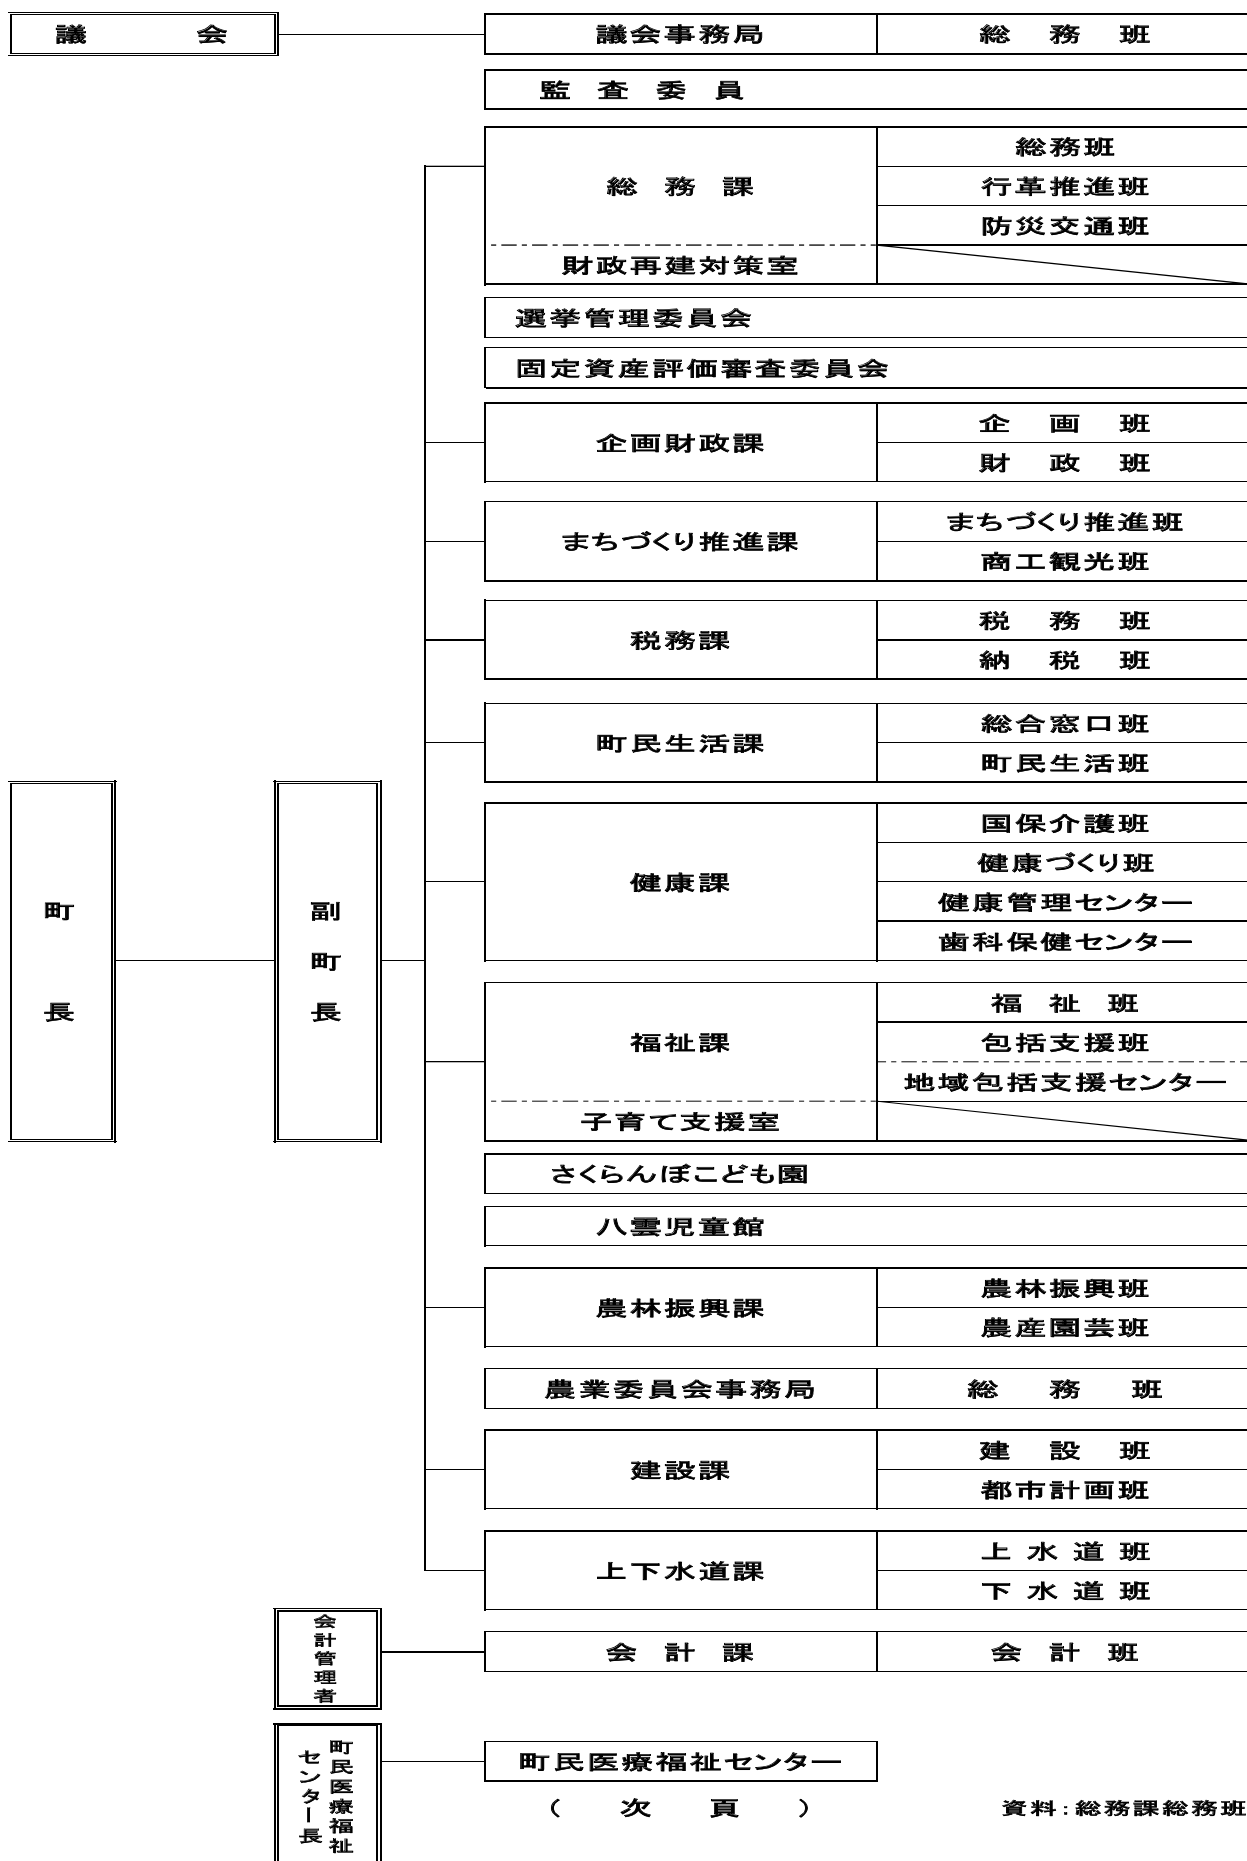 議会 議会事務局 総務班
監査委員
総務課 総務班
行革推進班
防災交通班
財政再建対策室
選挙管理委員会
固定資産評価審査委員会
企画財政課 企画班
財政班
まちづくり推進課 まちづくり推進班
商工観光班
税務課 税務班
納税班
町民生活課 総合窓口班
町民生活班
町長
副町長
健康課 国保介護班
健康づくり班
健康管理センター
歯科保健センター
福祉課 福祉班
包括支援班
地域包括支援センター
子育て支援室
さくらんぼこども園
八雲児童館
農林振興課 農林振興班
農産園芸班
農業委員会事務局 総務班
建設課 建設班
都市計画班
上下水道課 上水道班
下水道班
会計管理者
会計課 会計班
町民医療福祉
センター長
町民医療福祉センター
(次頁)
資料:総務課総務班